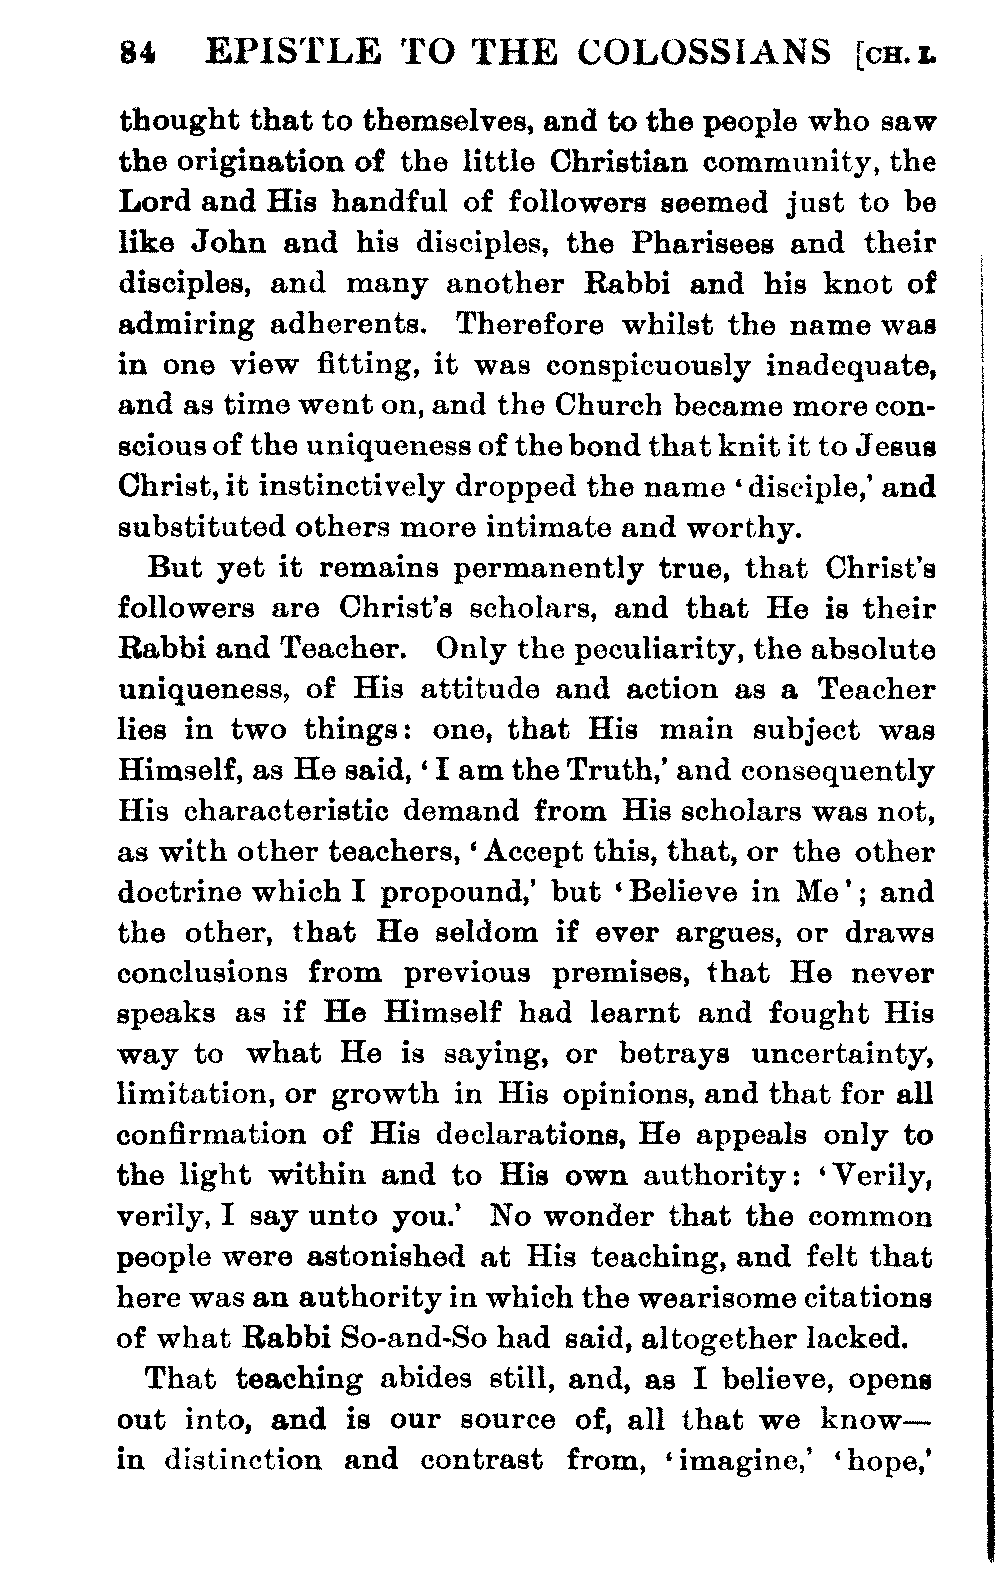 84 EPISTLE TO THE COLOSSIANS [CH. I.
thought that to themselves, and to the people who saw
the origination of the little Christian community, the
Lord and His handful of followers seemed just to be
like John and his disciples, the Pharisees and their
disciples, and many another Rabbi and his knot of
admiring adherents. Therefore whilst the name was
in one view fitting, it was conspicuously inadequate,
and as time went on, and the Church became more con-
scious of the uniqueness of the bond that knit it to Jesus
Christ, it instinctively dropped the name ‘disciple,’ and
substituted others more intimate and worthy.
But yet it remains permanently true, that Christ’s
followers are Christ’s scholars, and that He is their
Rabbi and Teacher. Only the peculiarity, the absolute
uniqueness, of His attitude and action as a Teacher
lies in two things: one, that His main subject was
Himself, as He said, ‘I am the Truth,’ and consequently
His characteristic demand from His scholars was not,
as with other teachers, ‘Accept this, that, or the other
doctrine which I propound,’ but ‘Believe in Me’; and
the other, that He seldom if ever argues, or draws
conclusions from previous premises, that He never
speaks as if He Himself had learnt and fought His
way to what He is saying, or betrays uncertainty,
limitation, or growth in His opinions, and that for all
confirmation of His declarations, He appeals only to
the light within and to His own authority: ‘Verily,
verily, I say unto you.’ No wonder that the common
people were astonished at His teaching, and felt that
here was an authority in which the wearisome citations
of what Rabbi So-and-So had said, altogether lacked.
That teaching abides still, and, as I believe, opens
out into, and is our source of, all that we know—
in distinction and contrast from, ‘imagine,’ ‘hope,’